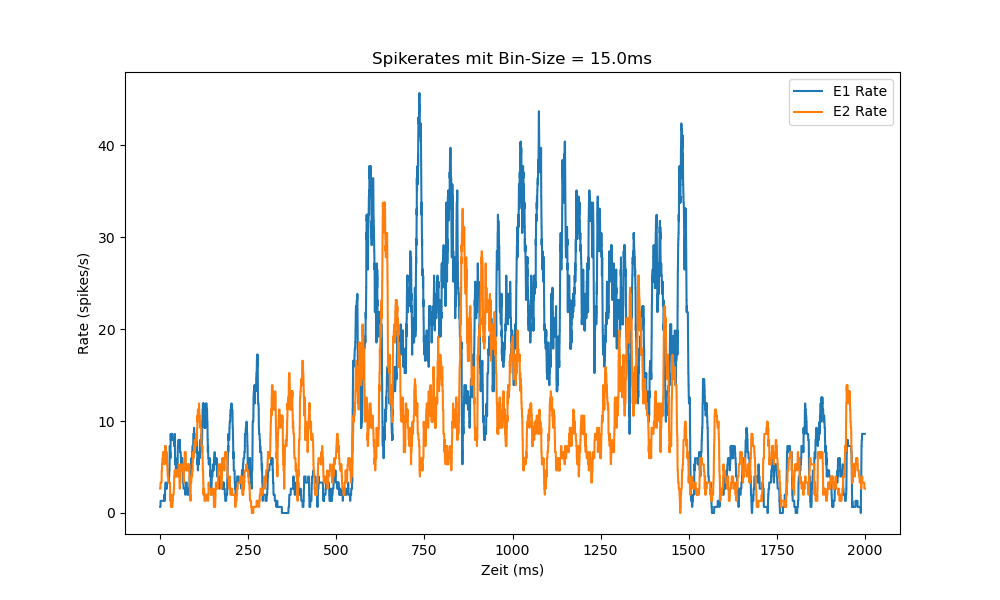 Spikerates mit Bin-Size = 15.0ms
E1 Rate
E2 Rate
Rate (spikes/s)
40
30
20
10
0
0 250 500 750 1000 1250 1500 1750 2000
Zeit (ms)